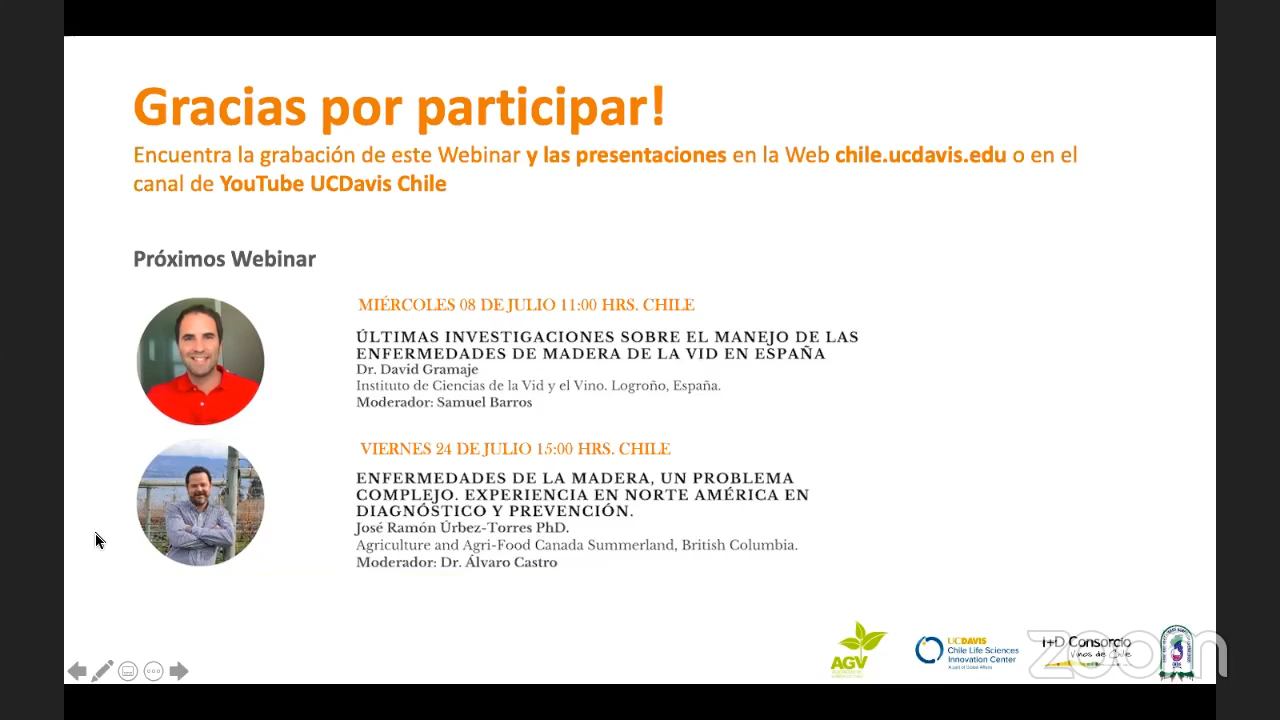 Gracias por participar!
Encuentra la grabación de este Webinar y las presentaciones en la Web chile.ucdavis.edu o en el
canal de YouTube UCDavis Chile
Próximos Webinar
MIÉRCOLES 08 DE JULIO 11:00 HRS. CHILE
ÚLTIMAS INVESTIGACIONES SOBRE EL MANEJO DE LAS
ENFERMEDADES DE MADERA DE LA VID EN ESPAÑA
Dr. David Gramaje
Instituto de Ciencias de la Vid y el Vino. Logroño, España.
Moderador: Samuel Barros
VIERNES 24 DE JULIO 15:00 HRS. CHILE
ENFERMEDADES DE LA MADERA, UN PROBLEMA
COMPLEJO. EXPERIENCIA EN NORTE AMÉRICA EN
DIAGNÓSTICO Y PREVENCIÓN.
José Ramón Úrbez-Torres PhD.
Agriculture and Agri-Food Canada Summerland, British Columbia.
Moderador: Dr. Álvaro Castro
AGV
UCDAVIS
Chile Life Sciences
Innovation Center
A part of Global Affairs
I+D Consorcio
Vinos de Chile
zoom